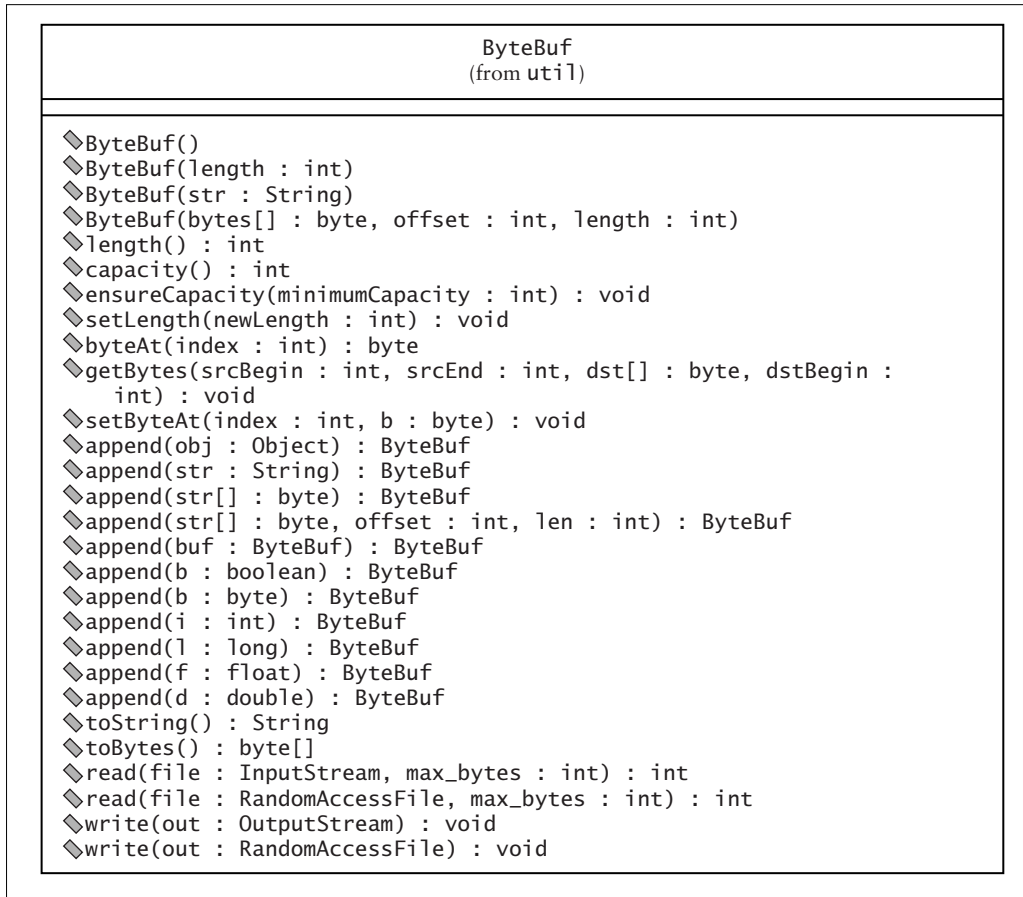 ByteBuf
(from util)
ByteBuf()
ByteBuf(length : int)
ByteBuf(str : String)
ByteBuf(bytes[] : byte, offset : int, length : int)
length() : int
capacity() : int
ensureCapacity(minimumCapacity : int) : void
setLength(newLength : int) : void
byteAt(index : int) : byte
getBytes(srcBegin : int, srcEnd : int, dst[] : byte, dstBegin :
int) : void
setByteAt(index : int, b : byte) : void
append(obj : Object) : ByteBuf
append(str : String) : ByteBuf
append(str[] : byte) : ByteBuf
append(str[] : byte, offset : int, len : int) : ByteBuf
append(buf : ByteBuf) : ByteBuf
append(b : boolean) : ByteBuf
append(b : byte) : ByteBuf
append(i : int) : ByteBuf
append(l : long) : ByteBuf
append(f : float) : ByteBuf
append(d : double) : ByteBuf
toString() : String
toBytes() : byte[]
read(file : InputStream, max_bytes : int) : int
read(file : RandomAccessFile, max_bytes : int) : int
write(out : OutputStream) : void
write(out : RandomAccessFile) : void